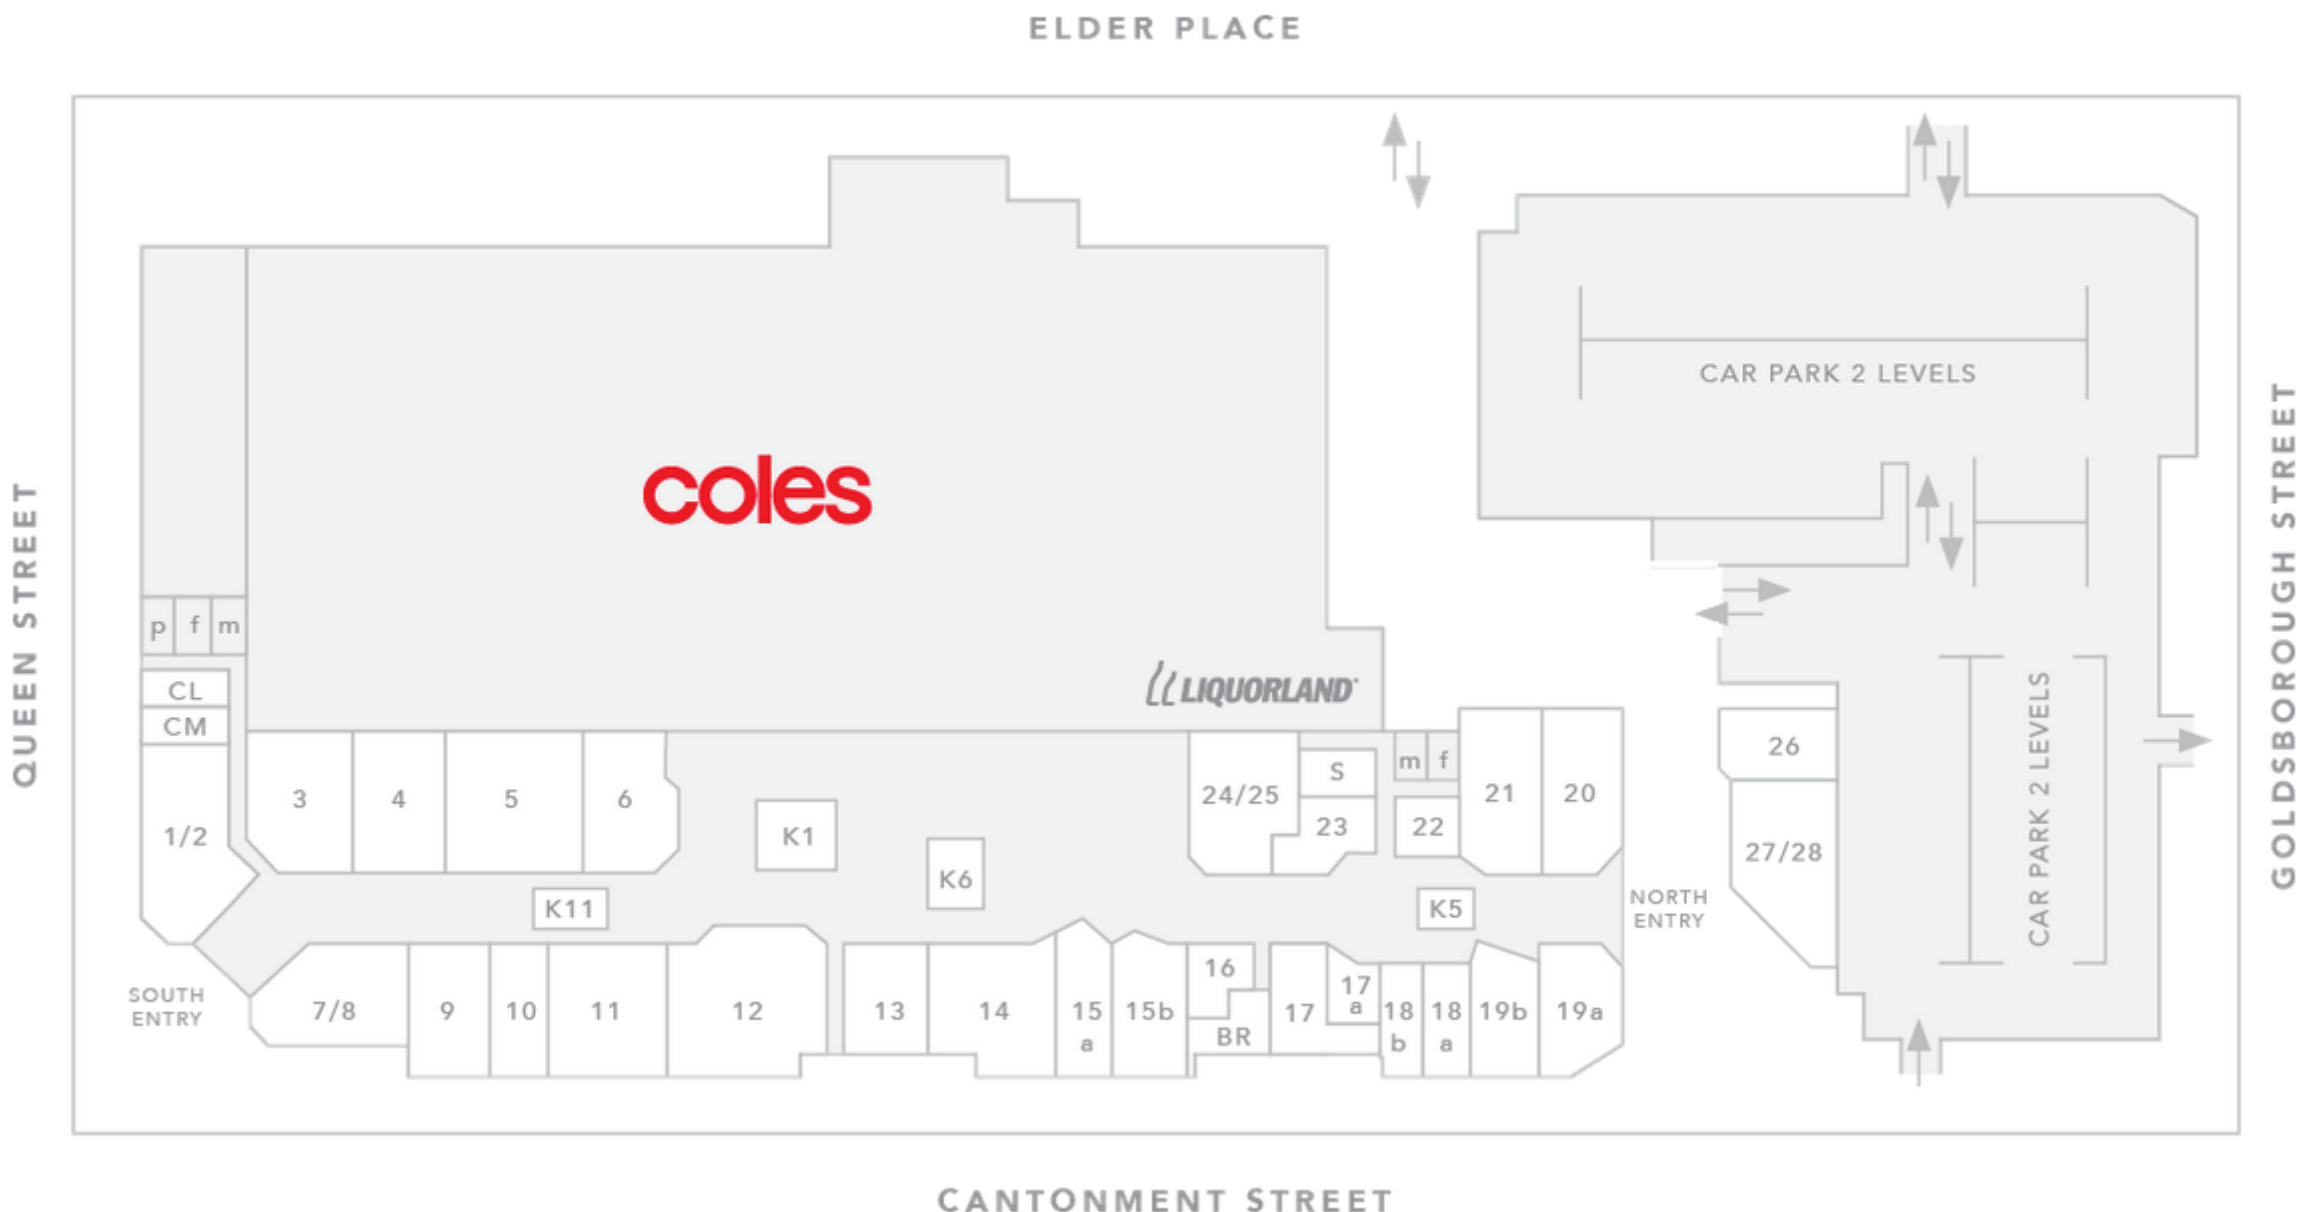 ELDER PLACE
CAR PARK 2 LEVELS
coles
QUEEN STREET
GOLDSBOROUGH STREET
p f m
LIQUORLAND
CL
CM
CAR PARK 2 LEVELS
1/2
3
4
5
6
K1
K6
K11
24/25
S
23
m f
22
21
20
K5
26
27/28
NORTH
ENTRY
SOUTH
ENTRY
7/8
9
10
11
12
13
14
15
a
15b
16
BR
17
17
a
18
b
18
a
19b
19a
CANTONMENT STREET